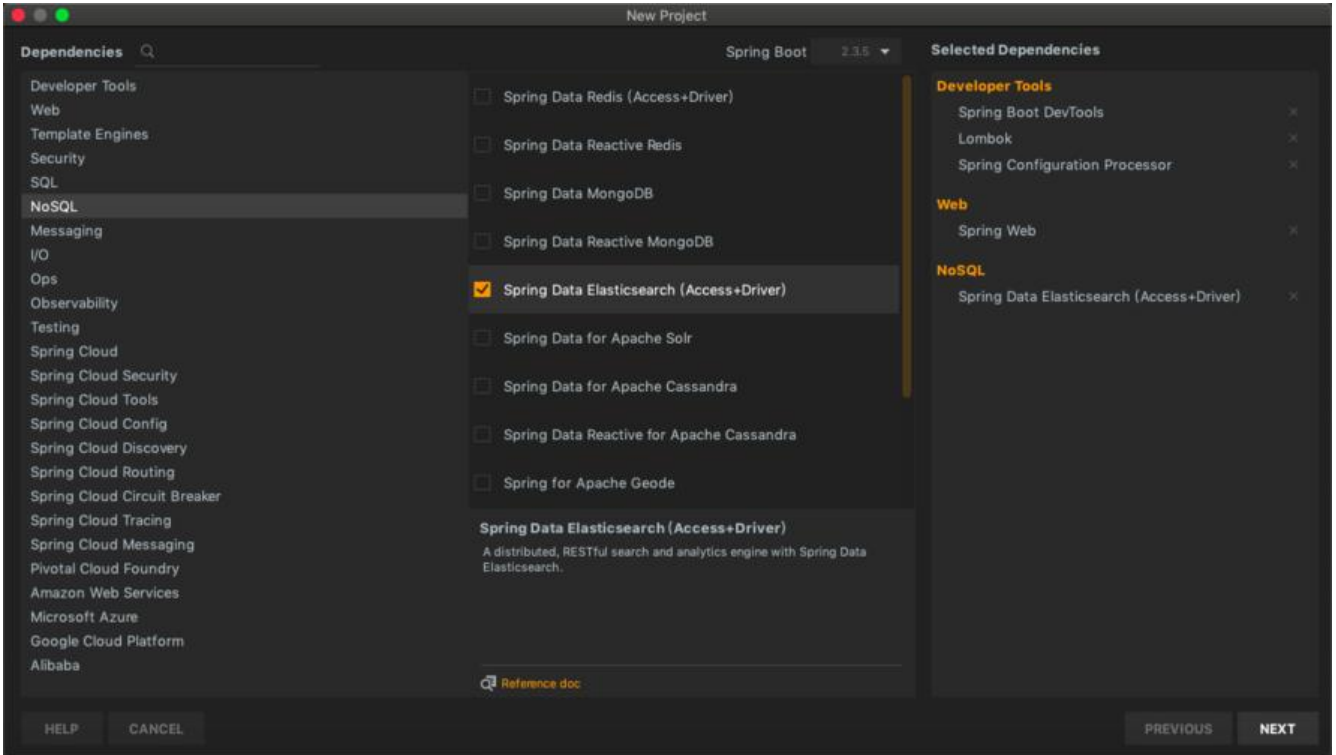 New Project
Dependencies
Spring Boot 2.3.5
Selected Dependencies
Developer Tools
Web
Template Engines
Security
SQL
NoSQL
Messaging
I/O
Ops
Observability
Testing
Spring Cloud
Spring Cloud Security
Spring Cloud Tools
Spring Cloud Config
Spring Cloud Discovery
Spring Cloud Routing
Spring Cloud Circuit Breaker
Spring Cloud Tracing
Spring Cloud Messaging
Pivotal Cloud Foundry
Amazon Web Services
Microsoft Azure
Google Cloud Platform
Alibaba
Spring Data Redis (Access+Driver)
Spring Data Reactive Redis
Spring Data MongoDB
Spring Data Reactive MongoDB
Spring Data Elasticsearch (Access+Driver)
Spring Data for Apache Solr
Spring Data for Apache Cassandra
Spring Data Reactive for Apache Cassandra
Spring for Apache Geode
Spring Data Elasticsearch (Access+Driver)
A distributed, RESTful search and analytics engine with Spring Data
Elasticsearch.
Reference doc
Developer Tools
Spring Boot DevTools
Lombok
Spring Configuration Processor
Web
Spring Web
NoSQL
Spring Data Elasticsearch (Access+Driver)
HELP
CANCEL
PREVIOUS
NEXT